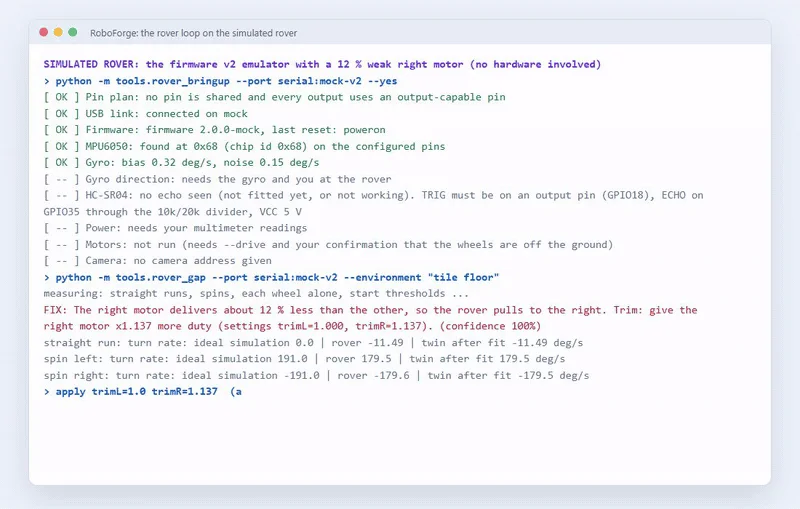 RoboForge: the rover loop on the simulated rover
SIMULATED ROVER: the firmware v2 emulator with a 12 % weak right motor (no hardware involved)
> python -m tools.rover_bringup --port serial:mock-v2 --yes
[ OK ] Pin plan: no pin is shared and every output uses an output-capable pin
[ OK ] USB link: connected on mock
[ OK ] Firmware: firmware 2.0.0-mock, last reset: poweron
[ OK ] MPU6050: found at 0x68 (chip id 0x68) on the configured pins
[ OK ] Gyro: bias 0.32 deg/s, noise 0.15 deg/s
[ -- ] Gyro direction: needs the gyro and you at the rover
[ -- ] HC-SR04: no echo seen (not fitted yet, or not working). TRIG must be on an output pin (GPIO18), ECHO on
GPIO35 through the 10k/20k divider, VCC 5 V
[ -- ] Power: needs your multimeter readings
[ -- ] Motors: not run (needs --drive and your confirmation that the wheels are off the ground)
[ -- ] Camera: no camera address given
> python -m tools.rover_gap --port serial:mock-v2 --environment "tile floor"
measuring: straight runs, spins, each wheel alone, start thresholds ...
FIX: The right motor delivers about 12 % less than the other, so the rover pulls to the right. Trim: give the
right motor x1.137 more duty (settings trimL=1.000, trimR=1.137). (confidence 100%)
straight run: turn rate: ideal simulation 0.0 | rover -11.49 | twin after fit -11.49 deg/s
spin left: turn rate: ideal simulation 191.0 | rover 179.5 | twin after fit 179.5 deg/s
spin right: turn rate: ideal simulation -191.0 | rover -179.6 | twin after fit -179.5 deg/s
> apply trimL=1.0 trimR=1.137  (a